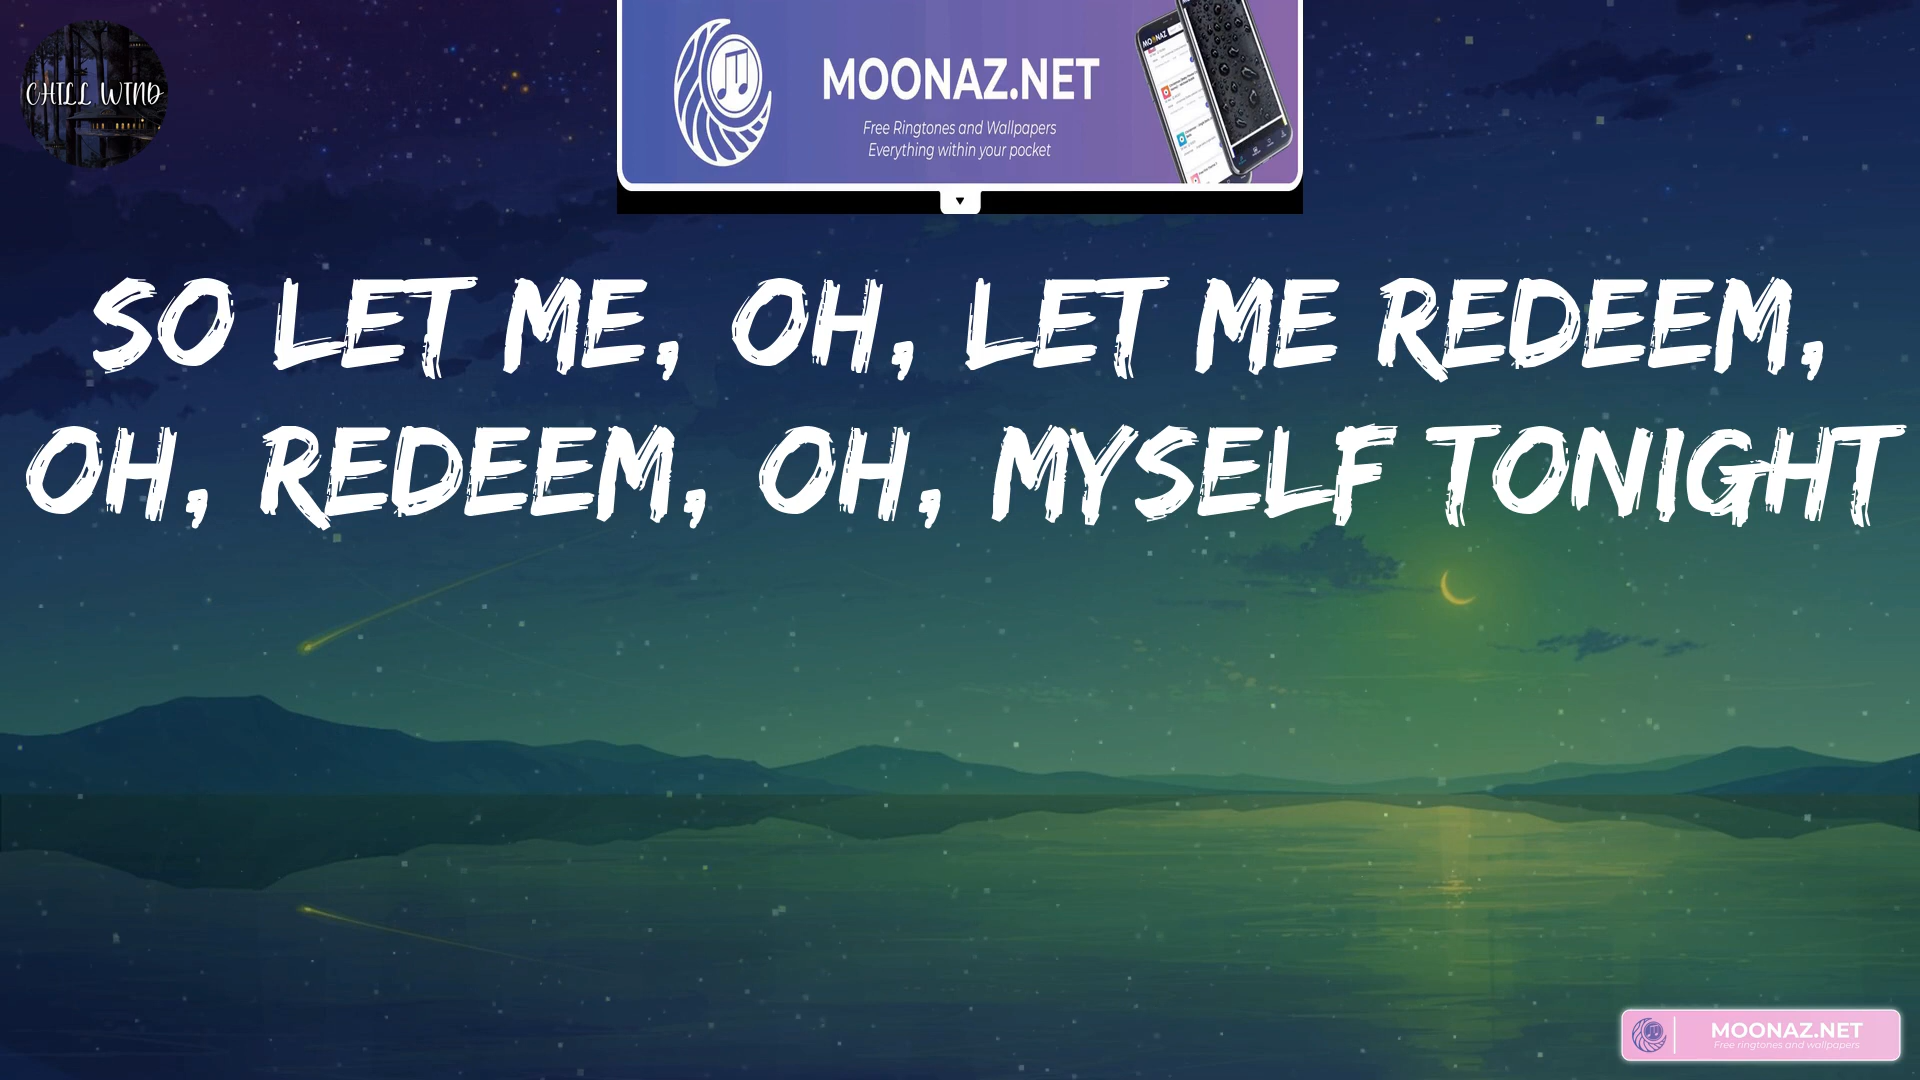 CHILL WIND
MOONAZ.NET
Free Ringtones and Wallpapers
Everything within your pocket
SO LET ME, OH, LET ME REDEEM,
OH, REDEEM, OH, MYSELF TONIGHT
MOONAZ.NET
Free ringtones and wallpapers